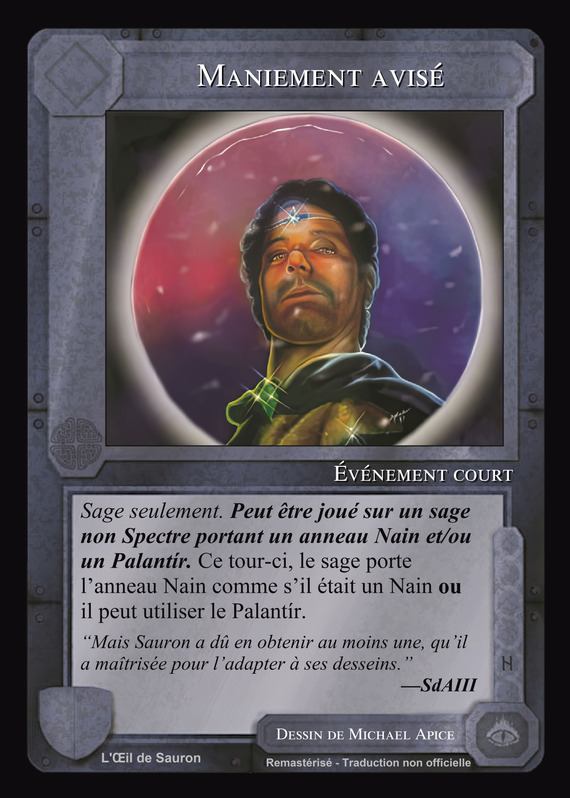 Maniement avisé
Événement court
Sage seulement. Peut être joué sur un sage
non Spectre portant un anneau Nain et/ou
un Palantír. Ce tour-ci, le sage porte
l’anneau Nain comme s’il était un Nain ou
il peut utiliser le Palantír.
“Mais Sauron a dû en obtenir au moins une, qu’il
a maîtrisée pour l’adapter à ses desseins.”
—SdAIII
Dessin de Michael Apice
L'Œil de Sauron
Remastérisé - Traduction non officielle